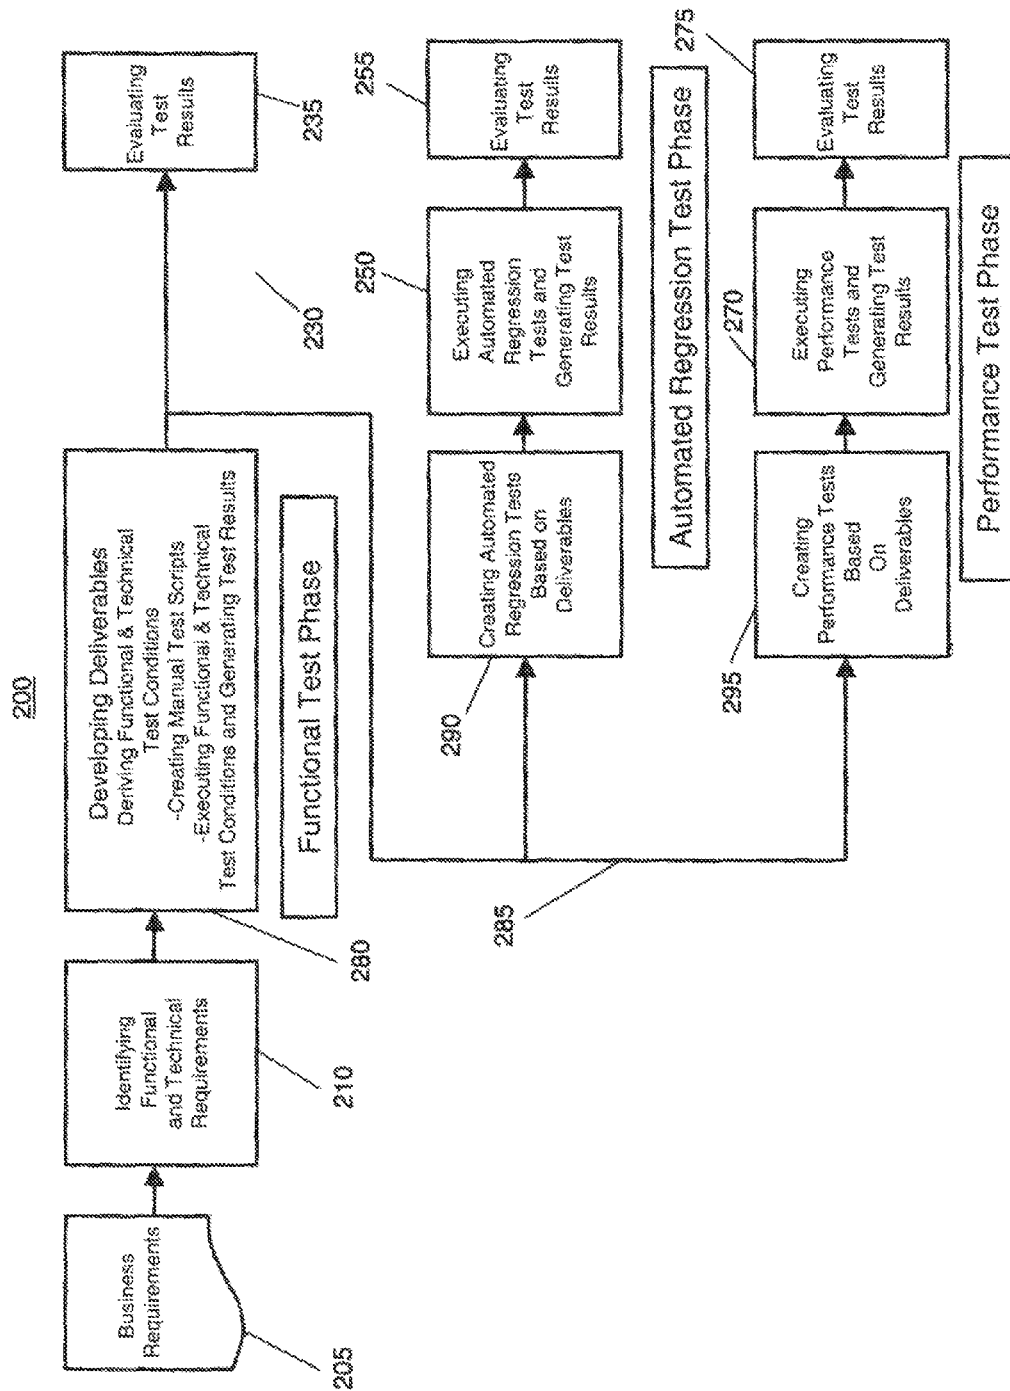 200
Business
Requirements
205
Identifying
Functional
and Technical
Requirements
210
Developing Deliverables
Deriving Functional & Technical
Test Conditions
-Creating Manual Test Scripts
-Executing Functional & Technical
Test Conditions and Generating Test Results
280
Functional Test Phase
230
Evaluating
Test
Results
235
285
290
Creating Automated
Regression Tests
Based on
Deliverables
250
Executing
Automated
Regression
Tests and
Generating Test
Results
255
Evaluating
Test
Results
Automated Regression Test Phase
295
Creating
Performance Tests
Based
On
Deliverables
270
Executing
Performance
Tests and
Generating Test
Results
275
Evaluating
Test
Results
Performance Test Phase